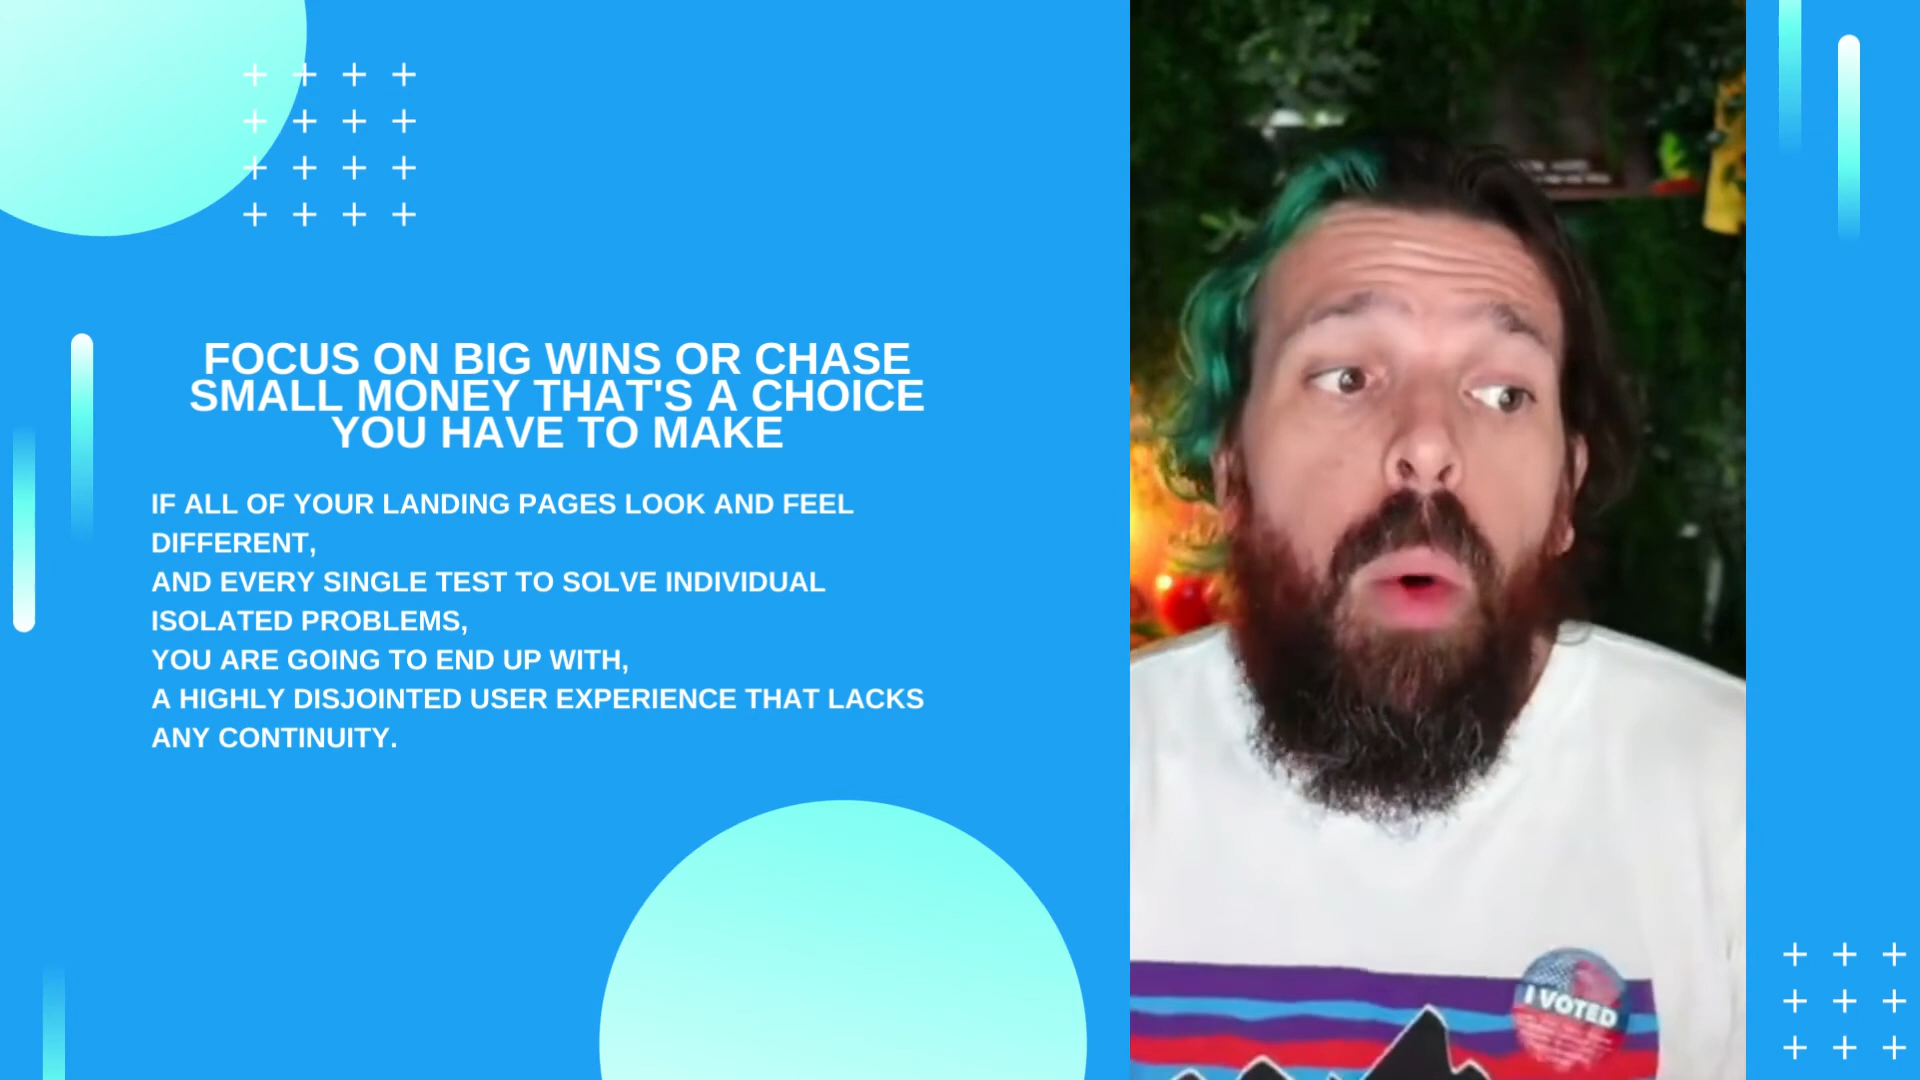 FOCUS ON BIG WINS OR CHASE
SMALL MONEY THAT'S A CHOICE
YOU HAVE TO MAKE
IF ALL OF YOUR LANDING PAGES LOOK AND FEEL
DIFFERENT,
AND EVERY SINGLE TEST TO SOLVE INDIVIDUAL
ISOLATED PROBLEMS,
YOU ARE GOING TO END UP WITH,
A HIGHLY DISJOINTED USER EXPERIENCE THAT LACKS
ANY CONTINUITY.
I VOTED